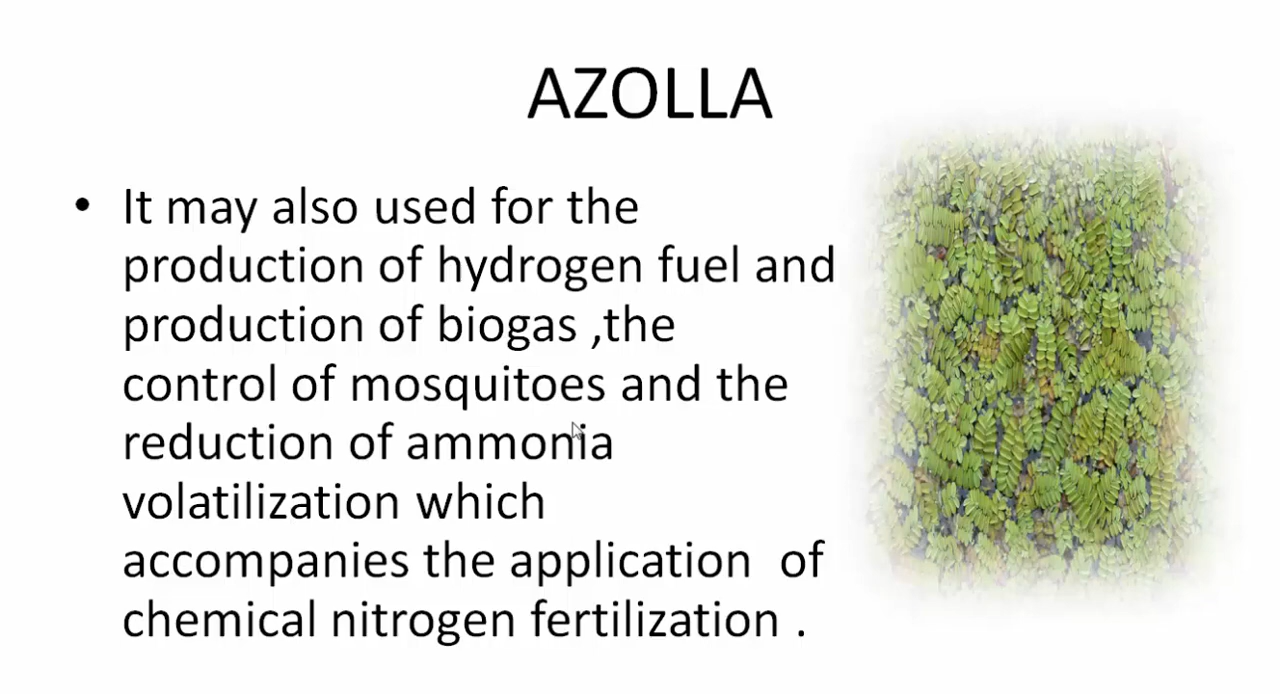 AZOLLA
• It may also used for the
production of hydrogen fuel and
production of biogas ,the
control of mosquitoes and the
reduction of ammonia
volatilization which
accompanies the application  of
chemical nitrogen fertilization .